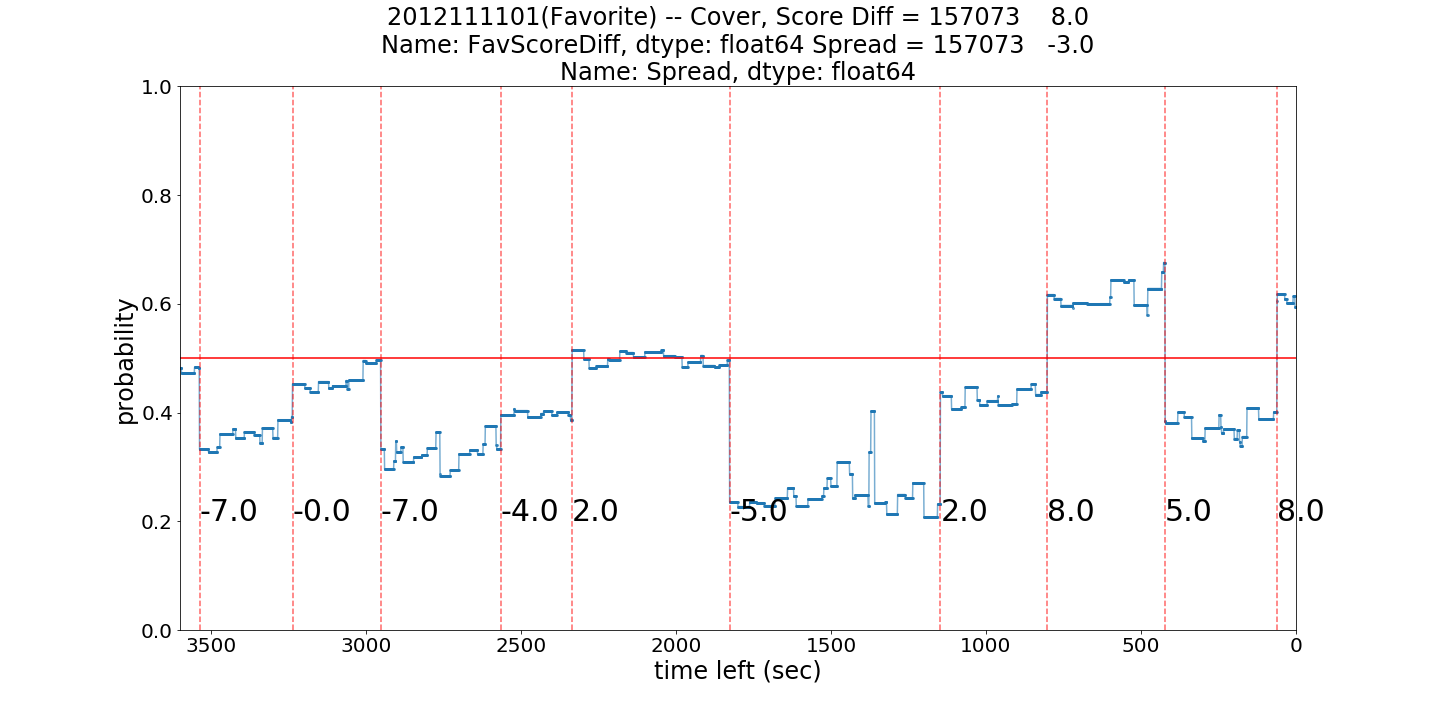 2012111101(Favorite) -- Cover, Score Diff = 157073    8.0
Name: FavScoreDiff, dtype: float64 Spread = 157073   -3.0
Name: Spread, dtype: float64
1.0
0.8
0.6
0.4
0.2
0.0
probability
-7.0 -0.0 -7.0 -4.0 2.0 -5.0 2.0 8.0 5.0 8.0
3500 3000 2500 2000 1500 1000 500 0
time left (sec)